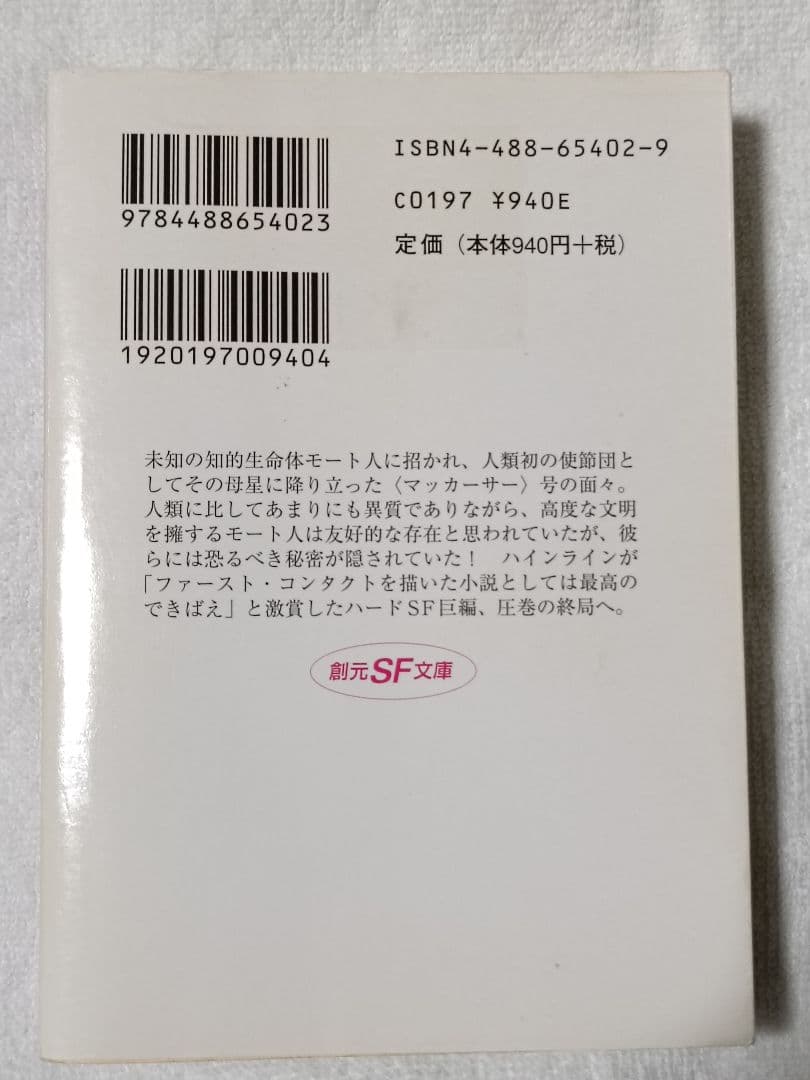 ISBN4-488-65402-9
9784488654023
C0197 ¥940E
定価（本体940円＋税）
1920197009404
未知の知的生命体モート人に招かれ、人類初の使節団と
してその母星に降り立った〈マッカーサー〉号の面々。
人類に比してあまりにも異質でありながら、高度な文明
を擁するモート人は友好的な存在と思われていたが、彼
らには恐るべき秘密が隠されていた！　ハインラインが
「ファースト・コンタクトを描いた小説としては最高の
できばえ」と激賞したハードＳＦ巨編、圧巻の終局へ。
創元SF文庫